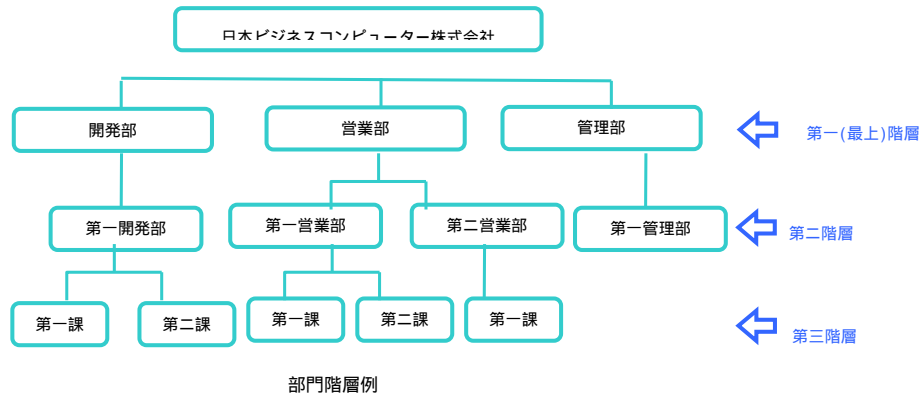 日本ビジネスコンピューター株式会社
開発部
営業部
管理部
第一(最上)階層
第一開発部
第一営業部
第二営業部
第一管理部
第二階層
第一課
第二課
第一課
第二課
第一課
第三階層
部門階層例